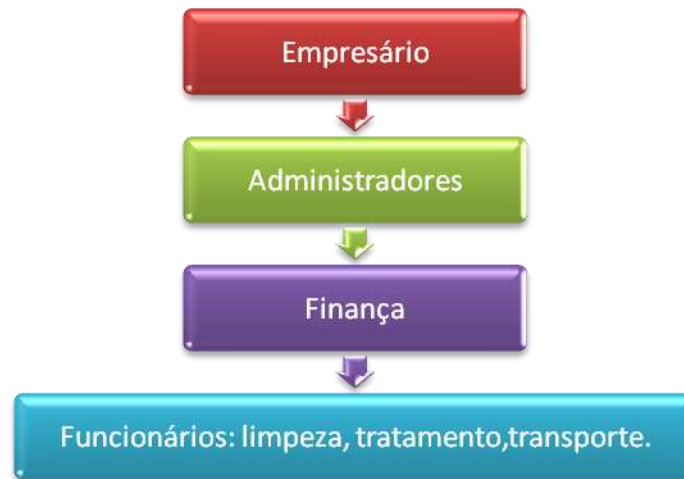 Empresário
Administradores
Finança
Funcionários: limpeza, tratamento,transporte.